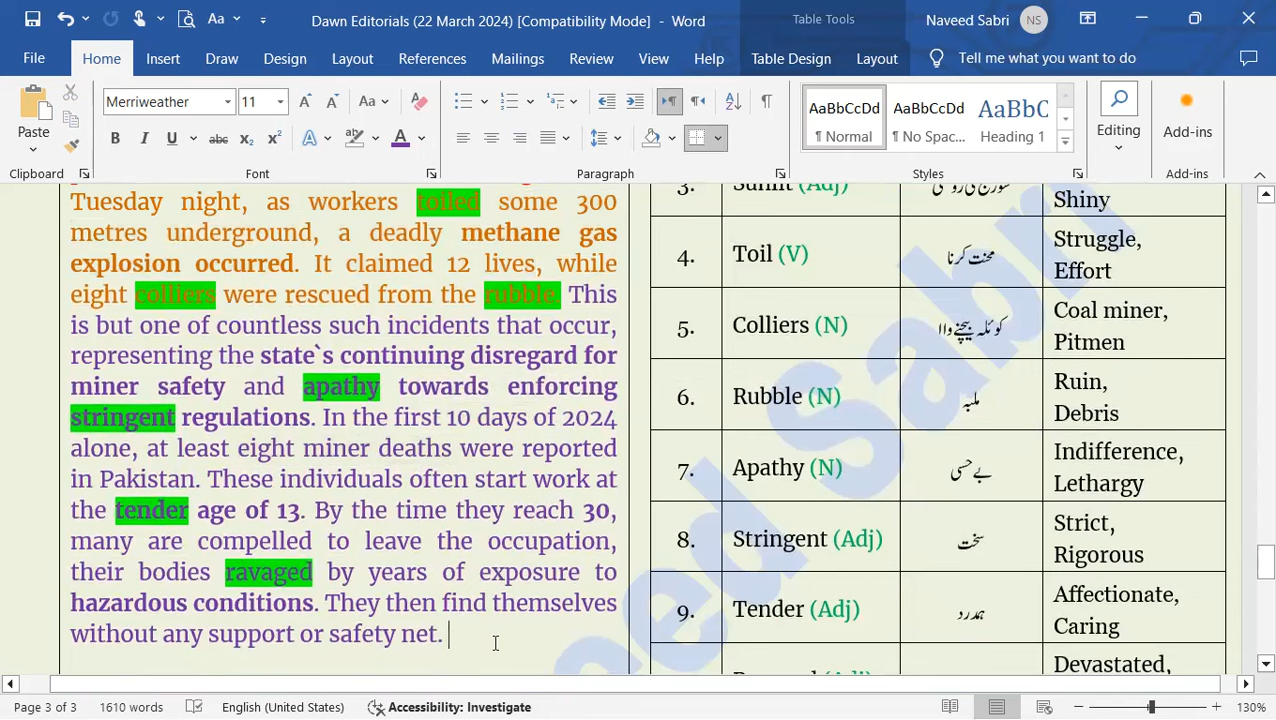 Dawn Editorials (22 March 2024) [Compatibility Mode] - Word
Table Tools
Naveed Sabri
NS
File
Home
Insert
Draw
Design
Layout
References
Mailings
Review
View
Help
Table Design
Layout
Tell me what you want to do
Paste
Clipboard
Merriweather
11
Font
Paragraph
AaBbCcDd
¶ Normal
AaBbCcDd
¶ No Spac...
AaBbC
Heading 1
Styles
Editing
Add-ins
Add-ins
Tuesday night, as workers toiled some 300
metres underground, a deadly methane gas
explosion occurred. It claimed 12 lives, while
eight colliers were rescued from the rubble. This
is but one of countless such incidents that occur,
representing the state`s continuing disregard for
miner safety and apathy towards enforcing
stringent regulations. In the first 10 days of 2024
alone, at least eight miner deaths were reported
in Pakistan. These individuals often start work at
the tender age of 13. By the time they reach 30,
many are compelled to leave the occupation,
their bodies ravaged by years of exposure to
hazardous conditions. They then find themselves
without any support or safety net.
3. Sunlit (Adj) Shiny
4. Toil (V) محنت کرنا Struggle,
Effort
5. Colliers (N) کوئلہ بیچنے والا Coal miner,
Pitmen
6. Rubble (N) ملبہ Ruin,
Debris
7. Apathy (N) بے حسی Indifference,
Lethargy
8. Stringent (Adj) سخت Strict,
Rigorous
9. Tender (Adj) ہمدرد Affectionate,
Caring
Devastated,
Page 3 of 3
1610 words
English (United States)
Accessibility: Investigate
130%